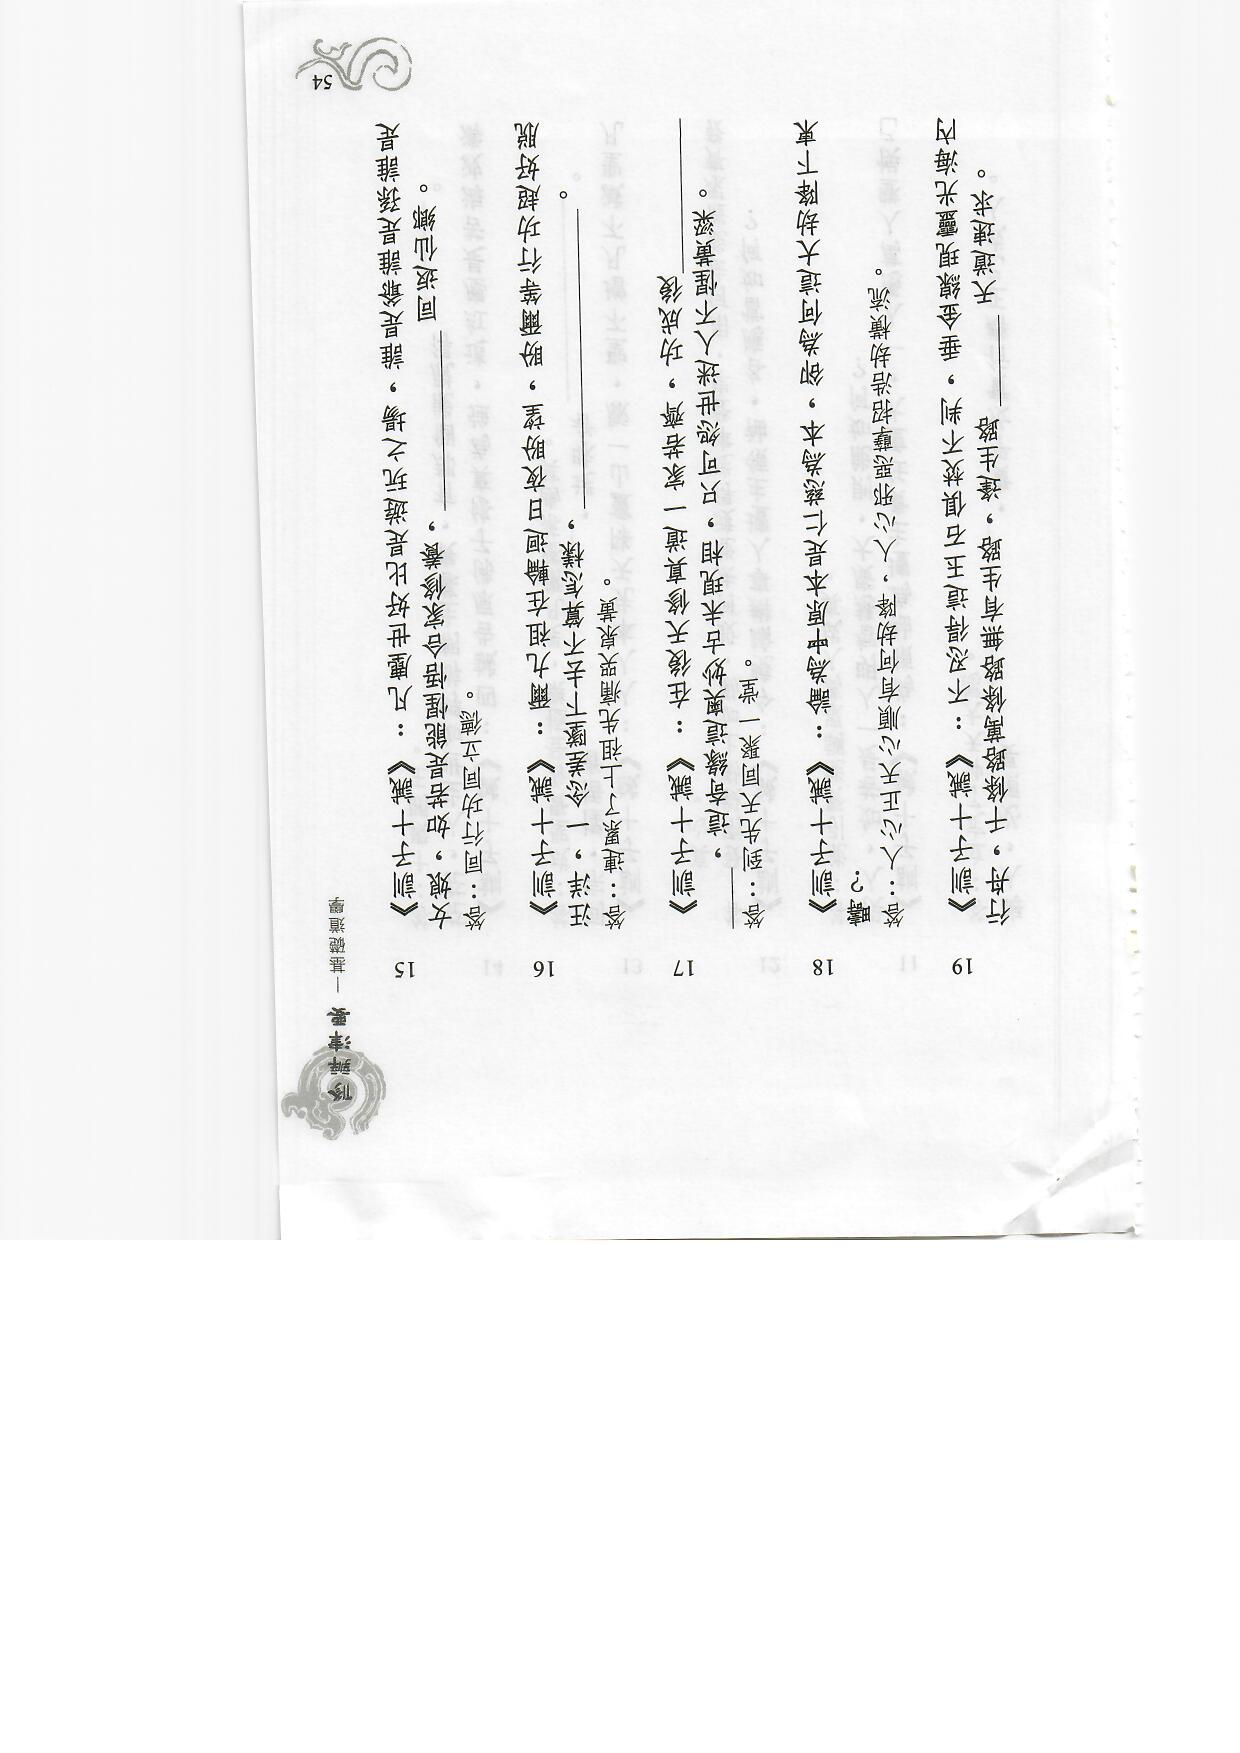 修辦津要
—基礎道學
15
《訓子十誡》:凡塵世好比是遊玩之場,誰是爺誰是孫誰是
女娘,如若是能惺悟合家修養,＿＿＿＿＿＿同返仙鄉。
答:同行功同立德。
16
《訓子十誡》:爾九祖在輪迴日夜盼望,盼爾等行功超好脫
汪洋,一念差墜下去不算怎樣,＿＿＿＿＿＿＿＿＿＿。
答:連累了上祖先痛哭泉黃。
17
《訓子十誡》:在後天修真道一家若齊,功成後＿＿＿＿＿
＿＿,這奇緣這奧妙古未現相,只可怨世迷人不惺黃粱。
答:到先天同聚一堂。
18
《訓子十誡》:論為中原本是仁慈為本,卻為何這大劫降下東
疇?
答:人心正天心順有何劫降,人心邪惡孽招浩劫橫流。
19
《訓子十誡》:不忍得這玉石俱焚不判,垂金線現靈光海內
行舟,千條路萬條路無有生路,逢生路＿＿＿天道速求。
54